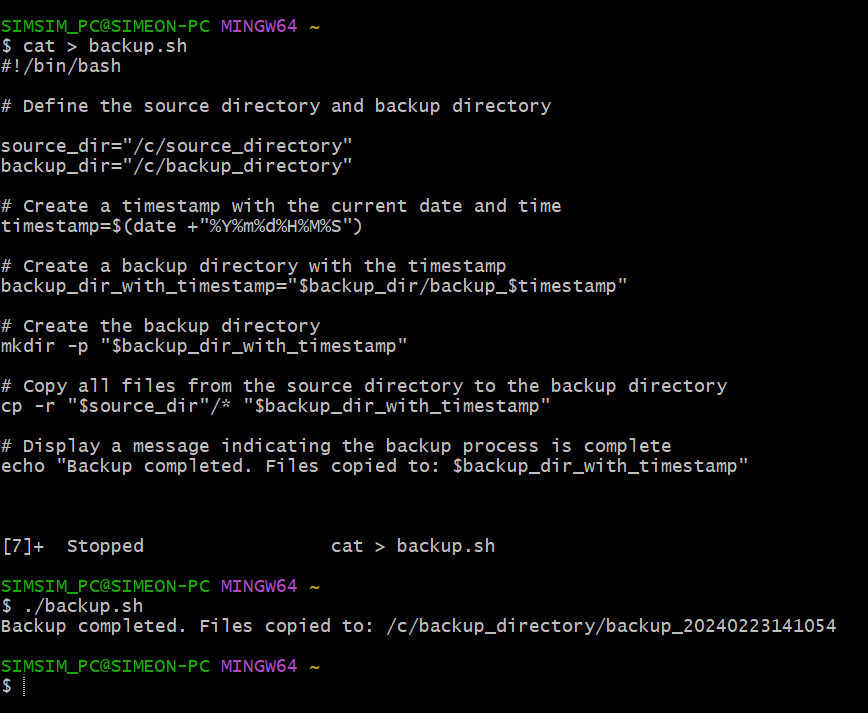 SIMSIM_PC@SIMEON-PC MINGW64 ~
$ cat > backup.sh
#!/bin/bash
# Define the source directory and backup directory
source_dir="/c/source_directory"
backup_dir="/c/backup_directory"
# Create a timestamp with the current date and time
timestamp=$(date +"%Y%m%d%H%M%S")
# Create a backup directory with the timestamp
backup_dir_with_timestamp="$backup_dir/backup_$timestamp"
# Create the backup directory
mkdir -p "$backup_dir_with_timestamp"
# Copy all files from the source directory to the backup directory
cp -r "$source_dir"/* "$backup_dir_with_timestamp"
# Display a message indicating the backup process is complete
echo "Backup completed. Files copied to: $backup_dir_with_timestamp"
[7]+  Stopped                 cat > backup.sh
SIMSIM_PC@SIMEON-PC MINGW64 ~
$ ./backup.sh
Backup completed. Files copied to: /c/backup_directory/backup_20240223141054
SIMSIM_PC@SIMEON-PC MINGW64 ~
$